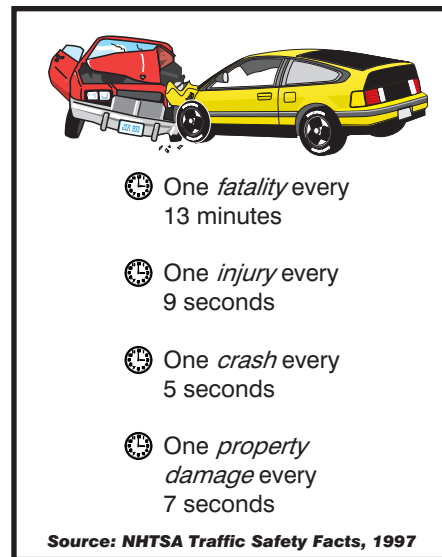 One fatality every
13 minutes
One injury every
9 seconds
One crash every
5 seconds
One property
damage every
7 seconds
Source: NHTSA Traffic Safety Facts, 1997